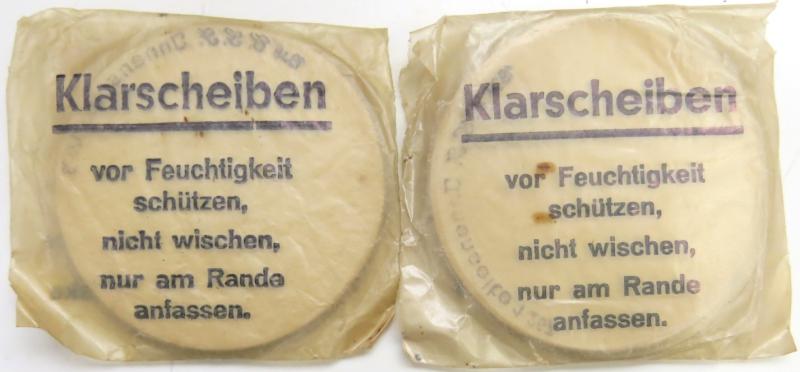 Klarscheiben
vor Feuchtigkeit
schützen,
nicht wischen,
nur am Rande
anfassen.
Klarscheiben
vor Feuchtigkeit
schützen,
nicht wischen,
nur am Rande
anfassen.